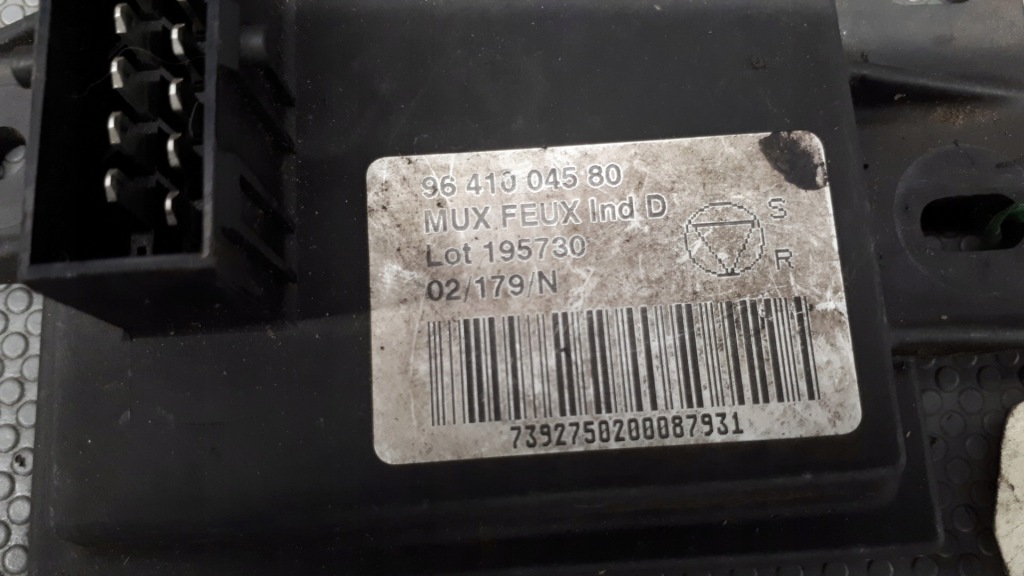 96 410 045 80
MUX FEUX Ind D
S
Lot 195730
R
02/179/N
7392750200087931